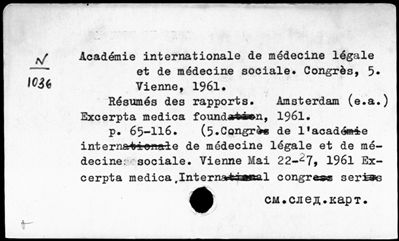 N
1036
Académie internationale de médecine légale
et de médecine sociale. Congrès, 5.
Vienne, 1961.
Résumés des rapports. Amsterdam (e.a.)
Excerpta medica foundation, 1961.
p. 65-116. (5.Congrès de l'académie
internationale de médecine légale et de mé-
decine sociale. Vienne Mai 22-27, 1961 Ex-
cerpta medica,International congress series
см.след.карт.